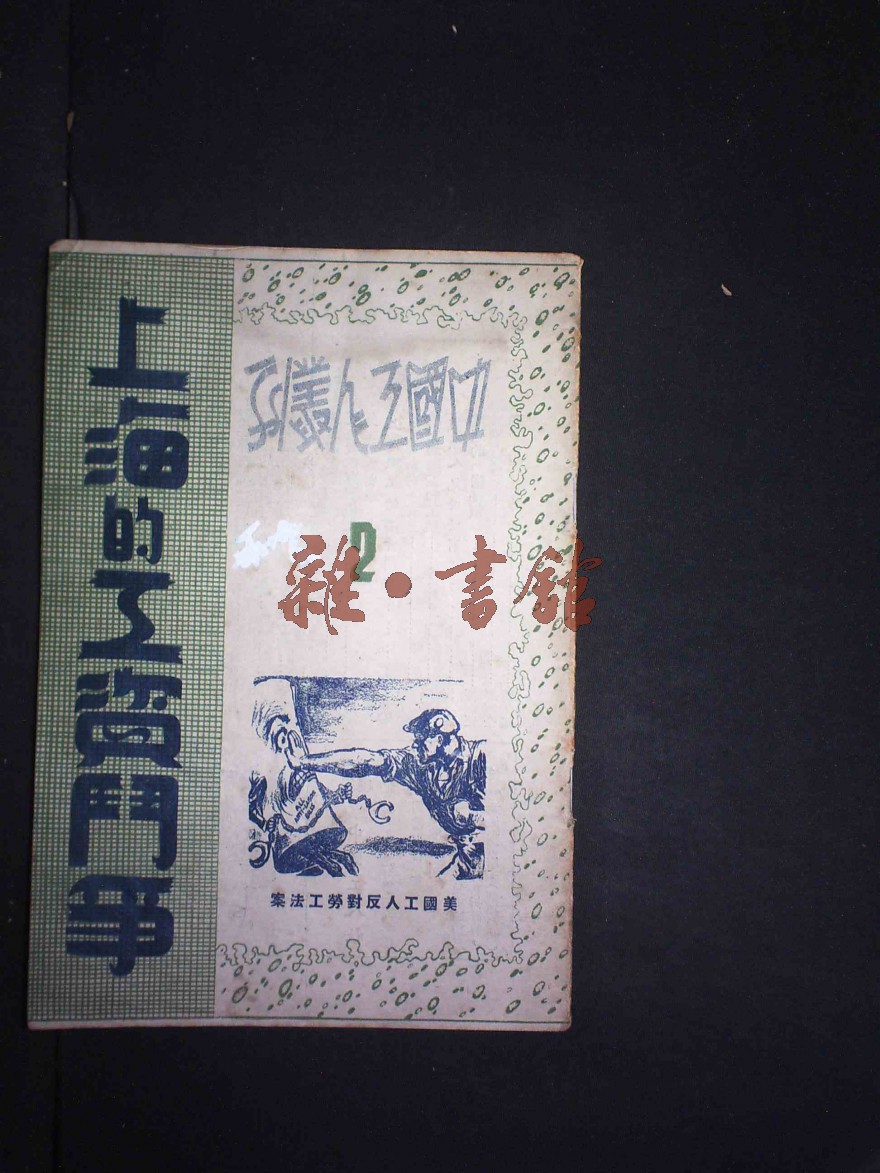 上海的工資鬥爭
中國工人叢刊
2
雜·書館
美國工人反對勞工法案